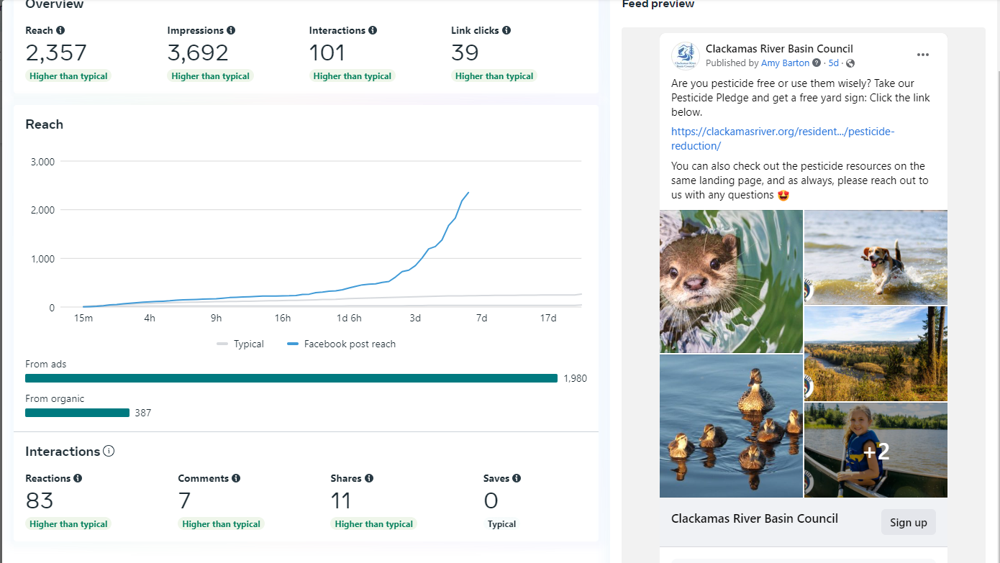 Overview
Reach
2,357
Higher than typical
Impressions
3,692
Higher than typical
Interactions
101
Higher than typical
Link clicks
39
Higher than typical
Reach
3,000
2,000
1,000
0
15m 4h 9h 16h 1d 6h 3d 7d 17d
Typical Facebook post reach
From ads
1,980
From organic
387
Interactions
Reactions
83
Higher than typical
Comments
7
Higher than typical
Shares
11
Higher than typical
Saves
0
Typical
Feed preview
Clackamas River
Basin Council
Clackamas River Basin Council
Published by Amy Barton · 5d ·
Are you pesticide free or use them wisely? Take our
Pesticide Pledge and get a free yard sign: Click the link
below.
https://clackamasriver.org/resident.../pesticide-
reduction/
You can also check out the pesticide resources on the
same landing page, and as always, please reach out to
us with any questions 😍
+2
Clackamas River Basin Council
Sign up